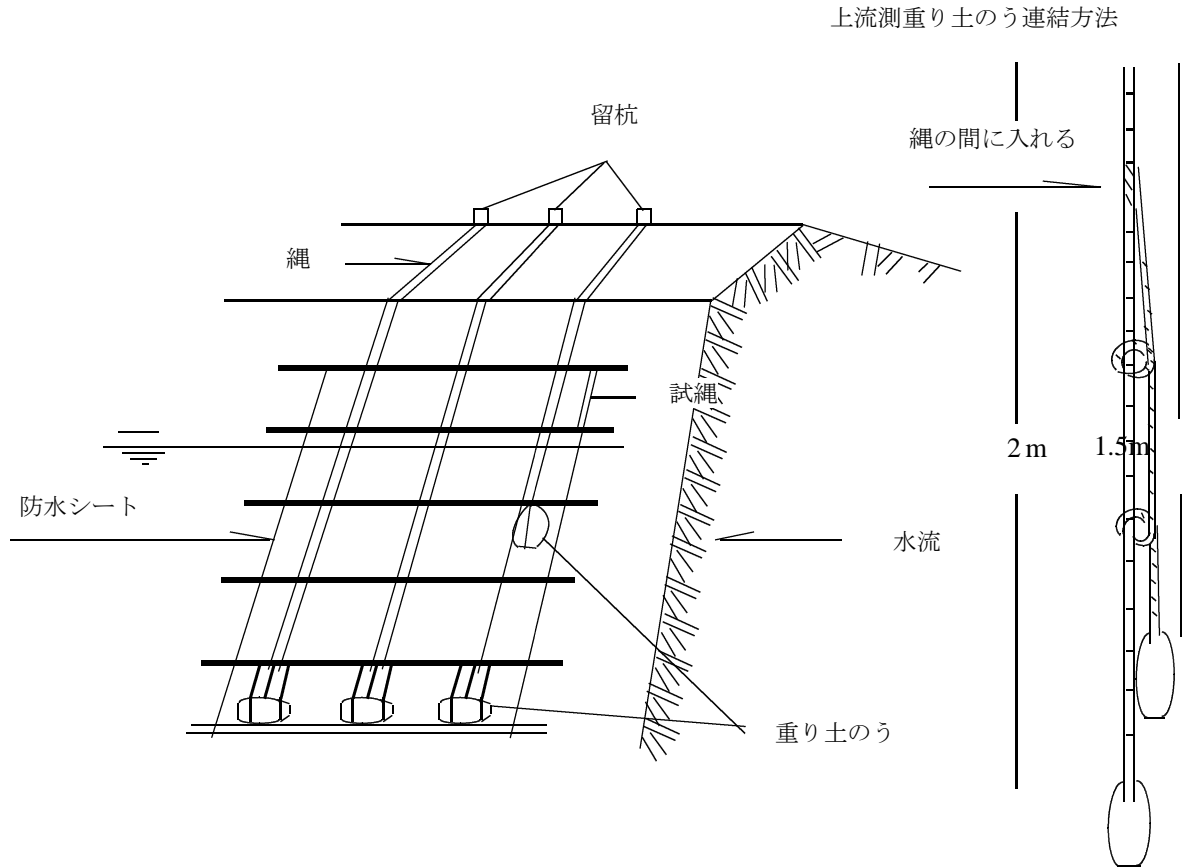 上流測重り土のう連結方法
留杭
縄の間に入れる
縄
試縄
2m
1.5m
防水シート
水流
重り土のう